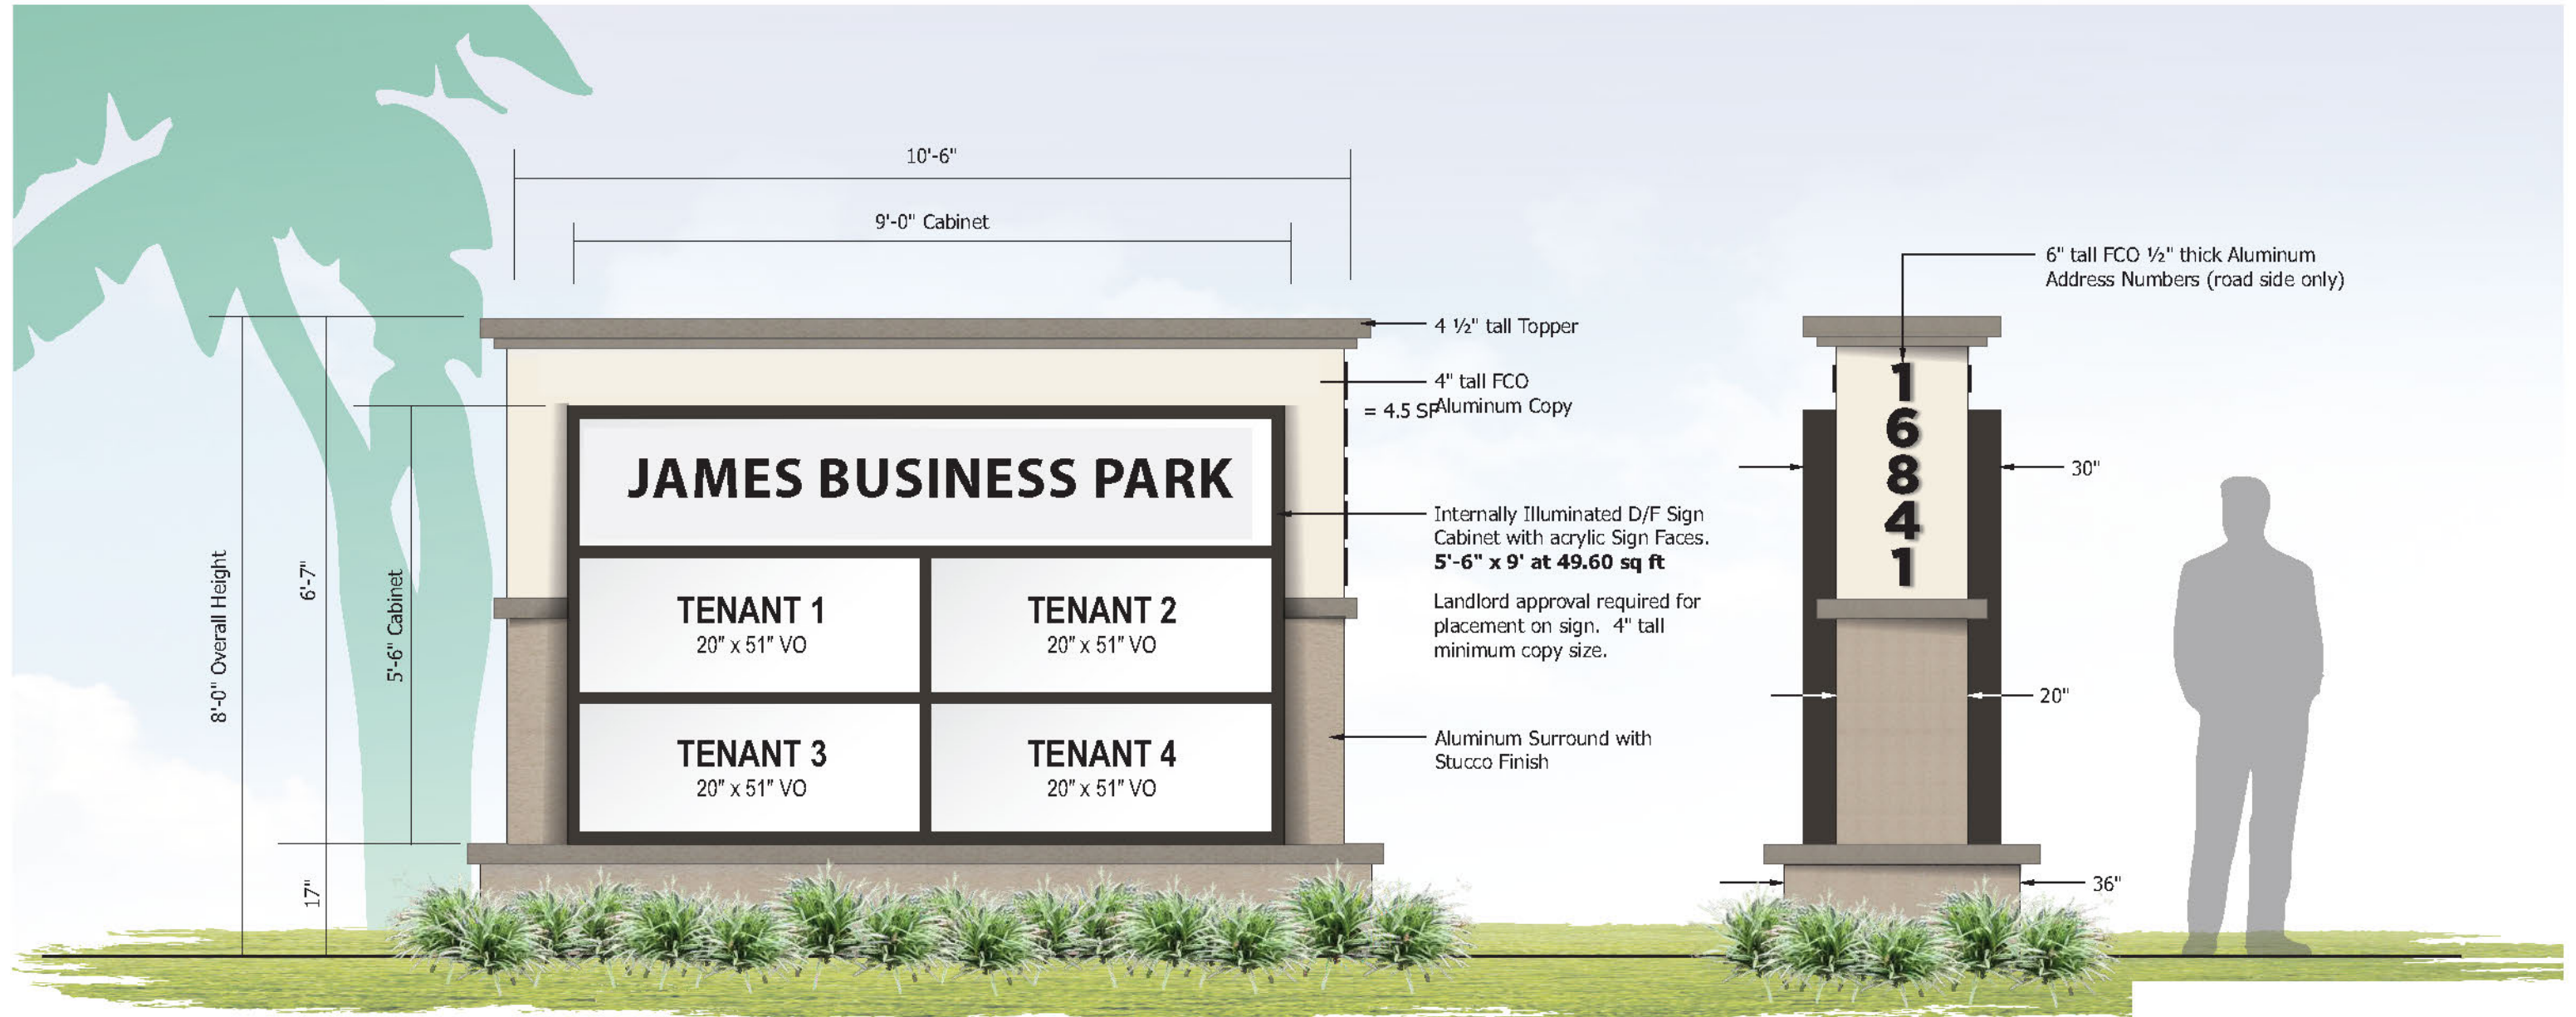 10'-6"
9'-0" Cabinet
6" tall FCO ½" thick Aluminum
Address Numbers (road side only)
4 ½" tall Topper
4" tall FCO
Aluminum Copy
= 4.5 SF
JAMES BUSINESS PARK
Internally Illuminated D/F Sign
Cabinet with acrylic Sign Faces.
5'-6" x 9' at 49.60 sq ft
Landlord approval required for
placement on sign. 4" tall
minimum copy size.
TENANT 1
20" x 51" VO
TENANT 2
20" x 51" VO
TENANT 3
20" x 51" VO
TENANT 4
20" x 51" VO
Aluminum Surround with
Stucco Finish
8'-0" Overall Height
6'-7"
5'-6" Cabinet
17"
1
6
8
4
1
30"
20"
36"